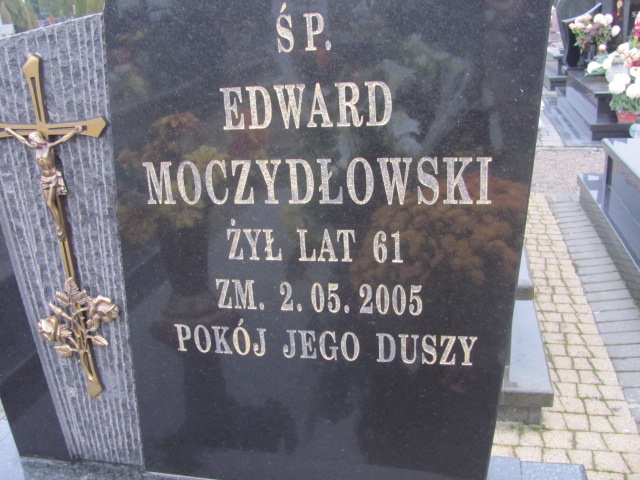 ŚP.
EDWARD
MOCZYDŁOWSKI
ŻYŁ LAT 61
ZM. 2.05.2005
POKÓJ JEGO DUSZY